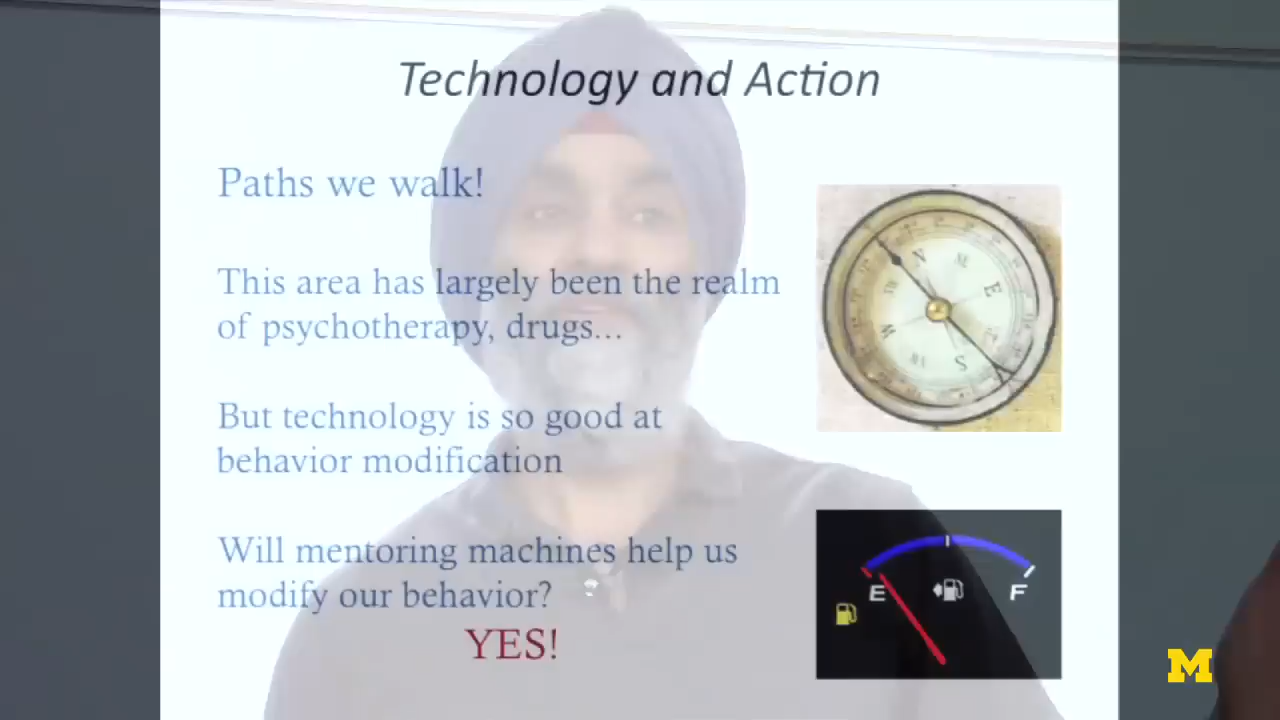 Technology and Action
Paths we walk!
This area has largely been the realm
of psychotherapy, drugs...
But technology is so good at
behavior modification
Will mentoring machines help us
modify our behavior?
YES!
N
E
S
W
E
F
M